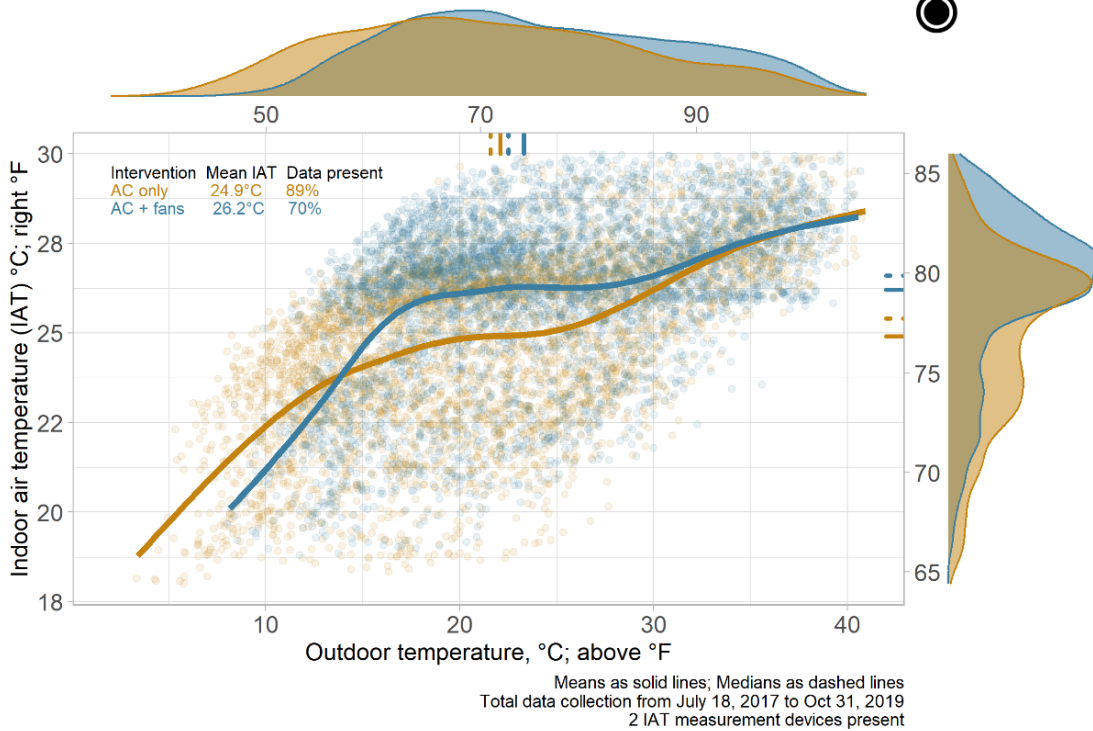 50 70 90
30 28 25 22 20 18
85 80 75 70 65
Intervention Mean IAT Data present
AC only 24.9°C 89%
AC + fans 26.2°C 70%
Indoor air temperature (IAT) °C; right °F
10 20 30 40
Outdoor temperature, °C; above °F
Means as solid lines; Medians as dashed lines
Total data collection from July 18, 2017 to Oct 31, 2019
2 IAT measurement devices present